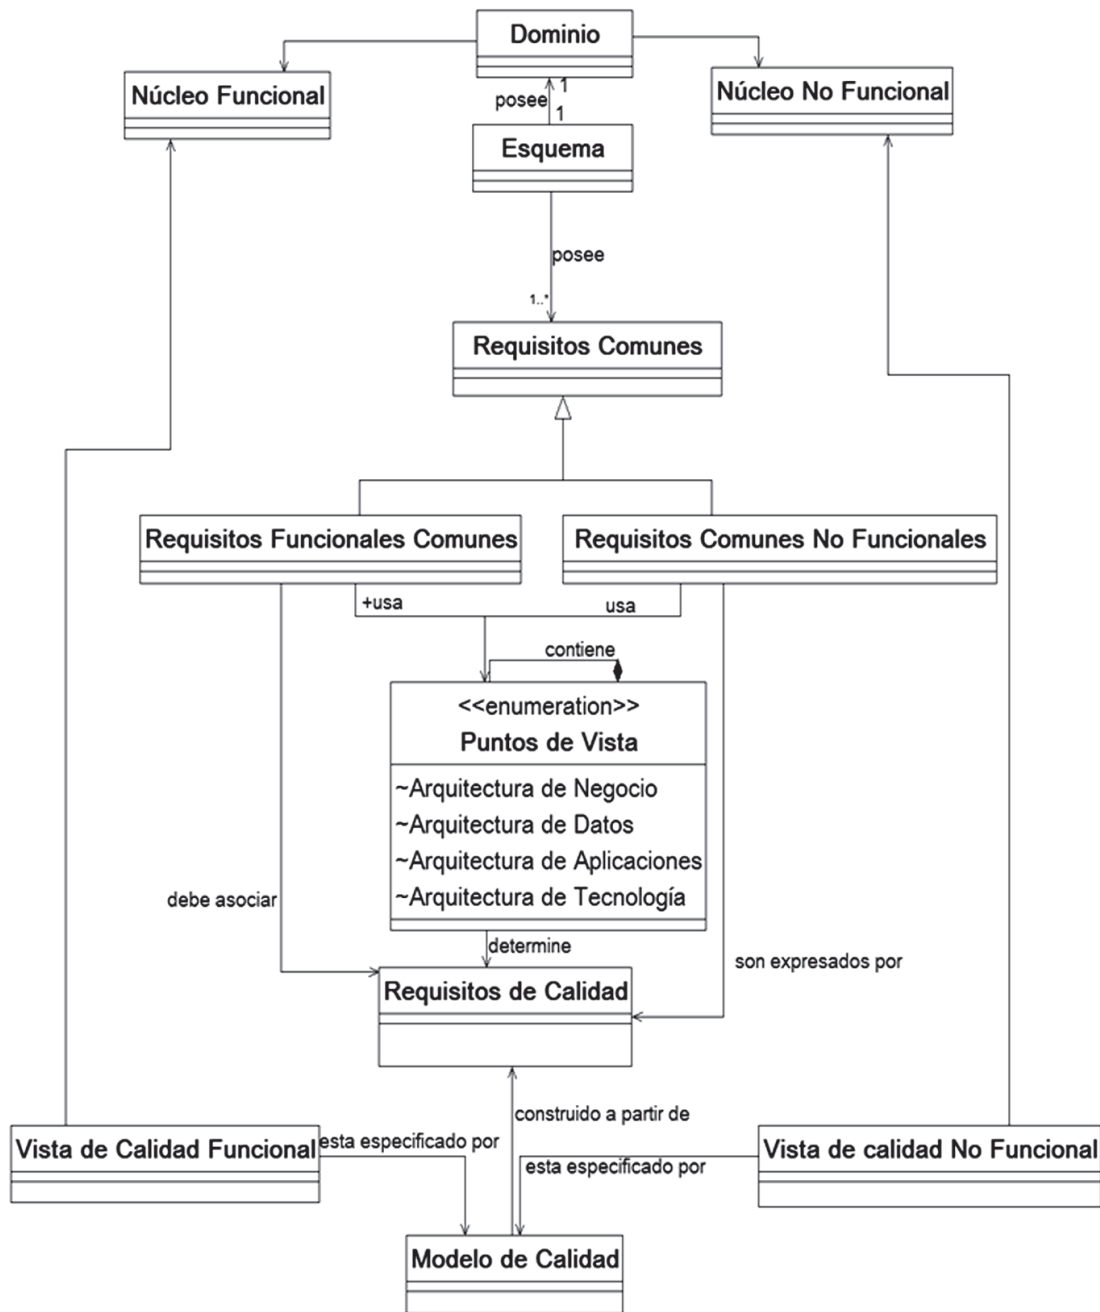 Dominio
Núcleo Funcional
Núcleo No Funcional
1
posee
1
Esquema
posee
1..*
Requisitos Comunes
Requisitos Funcionales Comunes
Requisitos Comunes No Funcionales
+usa
usa
contiene
<<enumeration>>
Puntos de Vista
~Arquitectura de Negocio
~Arquitectura de Datos
~Arquitectura de Aplicaciones
~Arquitectura de Tecnología
debe asociar
determine
son expresados por
Requisitos de Calidad
construido a partir de
Vista de Calidad Funcional
esta especificado por
esta especificado por
Vista de calidad No Funcional
Modelo de Calidad